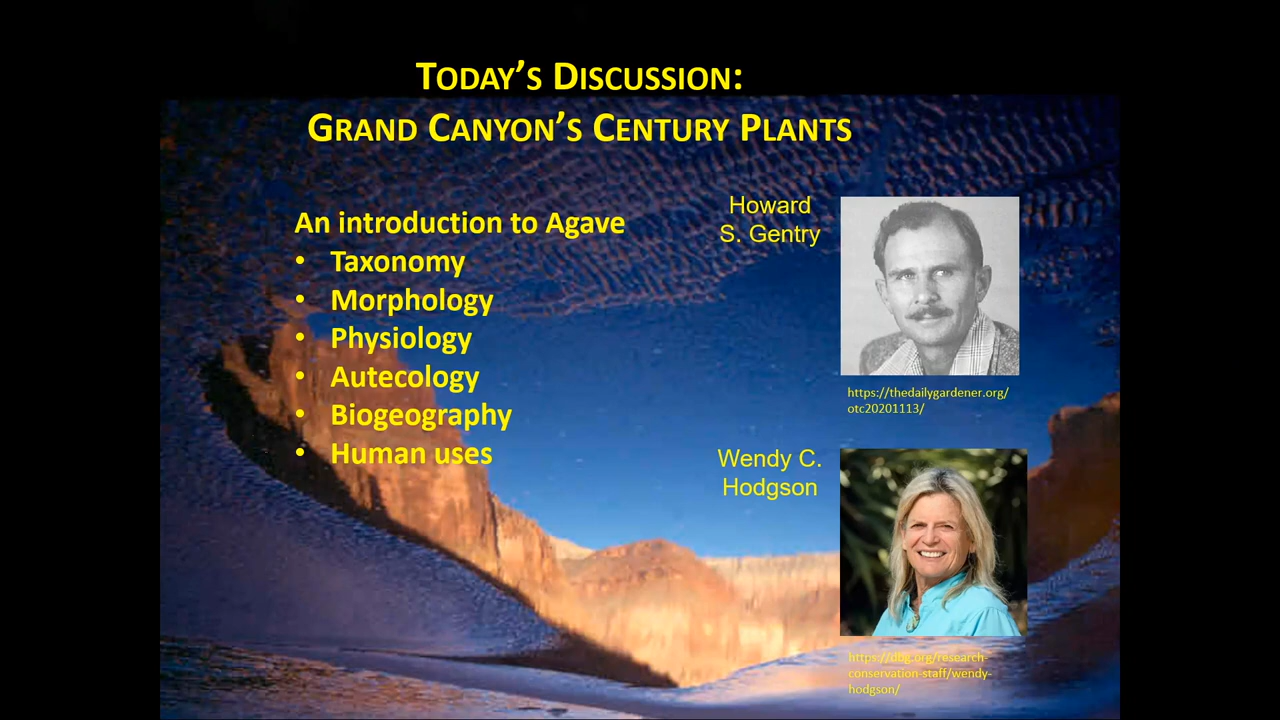 TODAY'S DISCUSSION:
GRAND CANYON'S CENTURY PLANTS
An introduction to Agave
• Taxonomy
• Morphology
• Physiology
• Autecology
• Biogeography
• Human uses
Howard
S. Gentry
https://thedailygardener.org/
otc20201113/
Wendy C.
Hodgson
https://dbg.org/research-
conservation-staff/wendy-
hodgson/